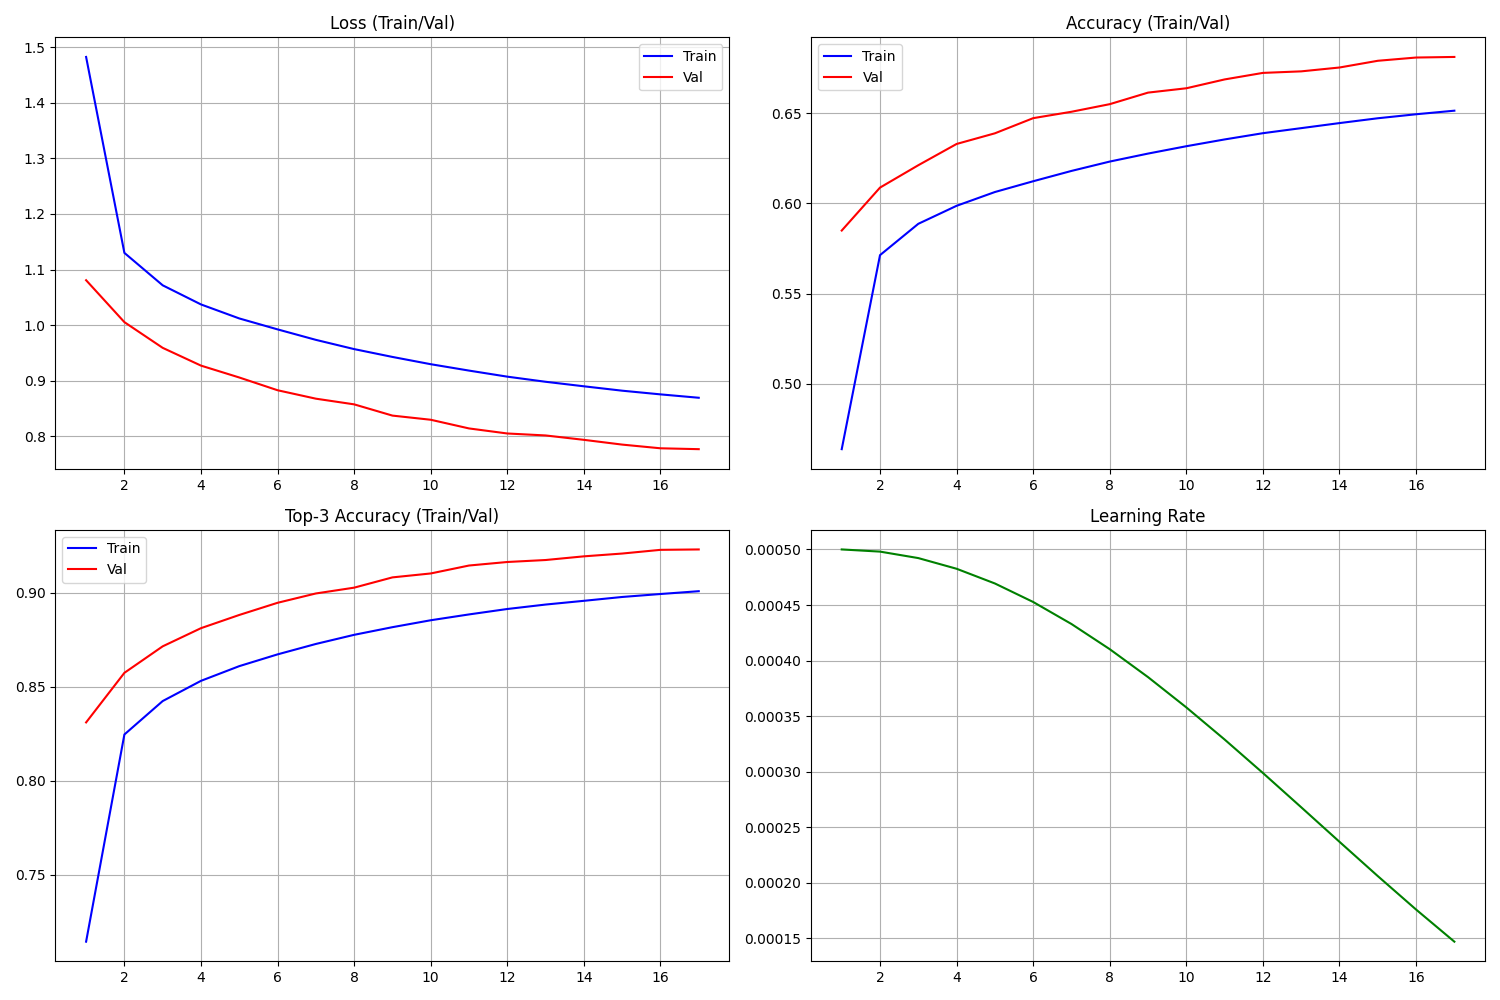 Loss (Train/Val)
1.5
1.4
1.3
1.2
1.1
1.0
0.9
0.8
Train
Val
2 4 6 8 10 12 14 16
Accuracy (Train/Val)
0.65
0.60
0.55
0.50
Train
Val
2 4 6 8 10 12 14 16
Top-3 Accuracy (Train/Val)
0.90
0.85
0.80
0.75
Train
Val
2 4 6 8 10 12 14 16
Learning Rate
0.00050
0.00045
0.00040
0.00035
0.00030
0.00025
0.00020
0.00015
2 4 6 8 10 12 14 16